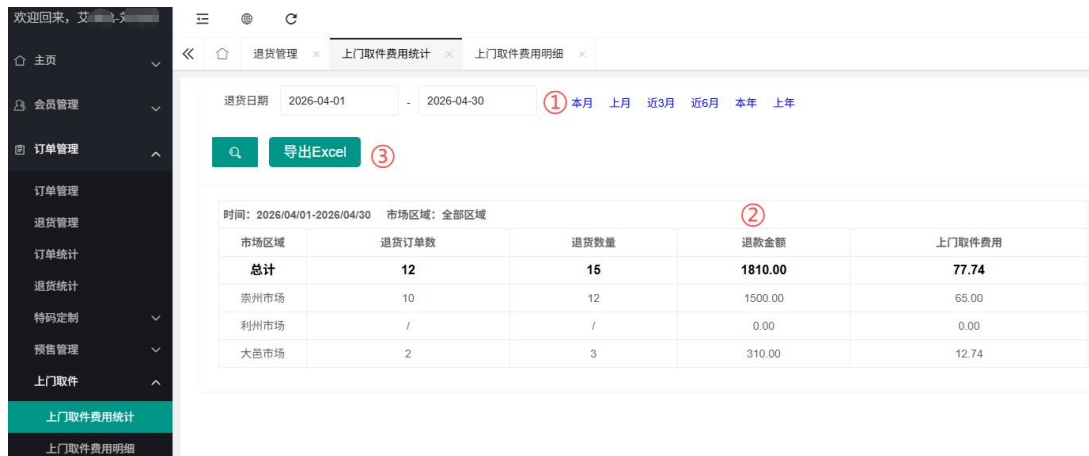 欢迎回来，艾
主页
会员管理
订单管理
订单管理
退货管理
订单统计
退货统计
特码定制
预售管理
上门取件
上门取件费用统计
上门取件费用明细
退货管理 × 上门取件费用统计 × 上门取件费用明细 ×
退货日期 2026-04-01 - 2026-04-30 ① 本月 上月 近3月 近6月 本年 上年
导出Excel ③
时间：2026/04/01-2026/04/30 市场区域：全部区域 ②
市场区域 退货订单数 退货数量 退款金额 上门取件费用
总计 12 15 1810.00 77.74
崇州市场 10 12 1500.00 65.00
利州市场 / / 0.00 0.00
大邑市场 2 3 310.00 12.74